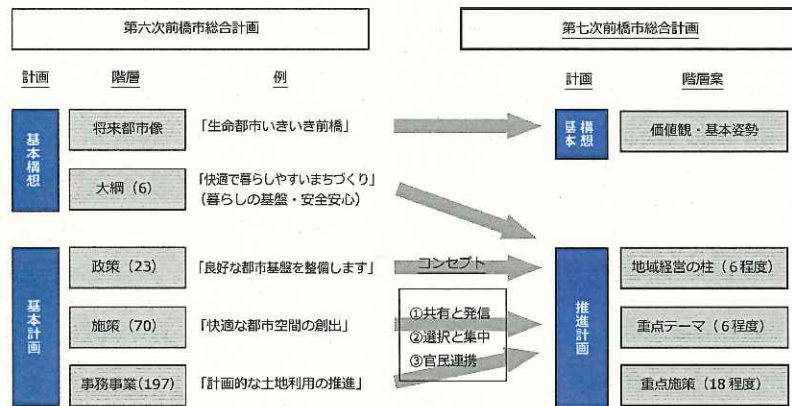 第六次前橋市総合計画
第七次前橋市総合計画
計画
階層
例
計画
階層案
基本構想
将来都市像
「生命都市いきいき前橋」
基本構想
価値観・基本姿勢
大綱（6）
「快適で暮らしやすいまちづくり」
（暮らしの基盤・安全安心）
基本計画
政策（23）
「良好な都市基盤を整備します」
コンセプト
推進計画
地域経営の柱（6程度）
施策（70）
「快適な都市空間の創出」
①共有と発信
②選択と集中
③官民連携
重点テーマ（6程度）
事務事業（197）
「計画的な土地利用の推進」
重点施策（18程度）